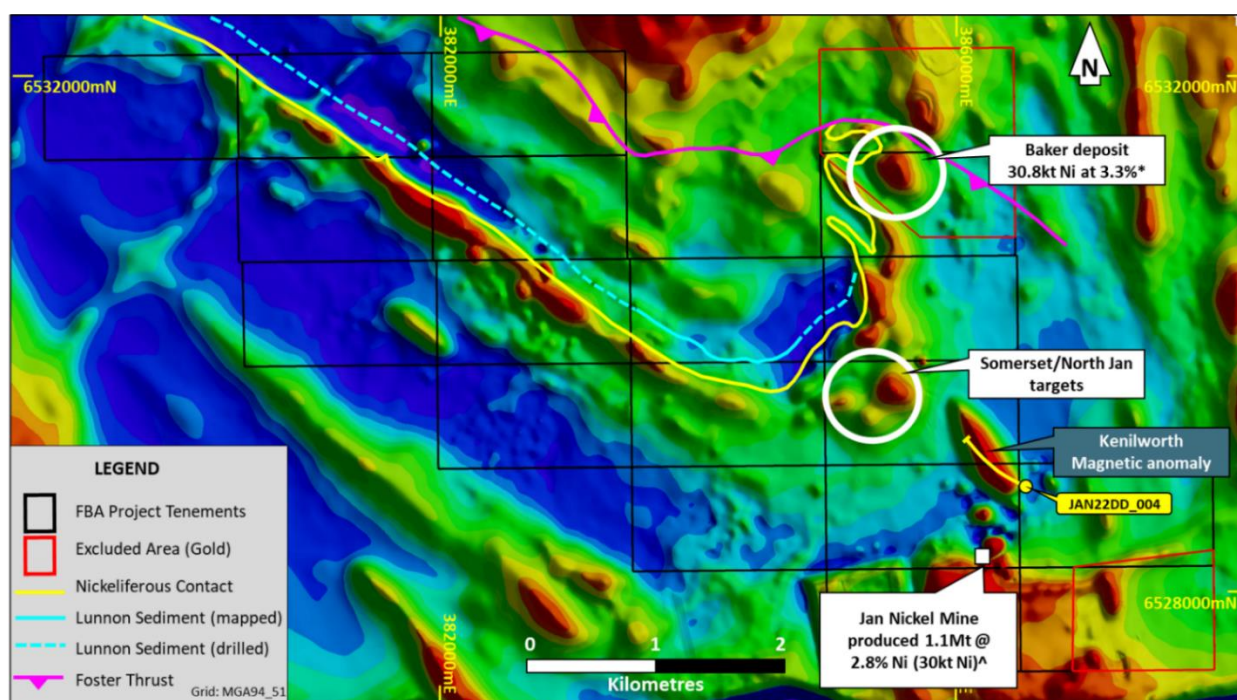 382000mE
386000mE
6532000mN
6532000mN
N
Baker deposit
30.8kt Ni at 3.3%*
Somerset/North Jan
targets
Kenilworth
Magnetic anomaly
JAN22DD_004
6528000mN
Jan Nickel Mine
produced 1.1Mt @
2.8% Ni (30kt Ni)^
382000mE
0 1 2
Kilometres
LEGEND
FBA Project Tenements
Excluded Area (Gold)
Nickeliferous Contact
Lunnon Sediment (mapped)
Lunnon Sediment (drilled)
Foster Thrust
Grid: MGA94_51